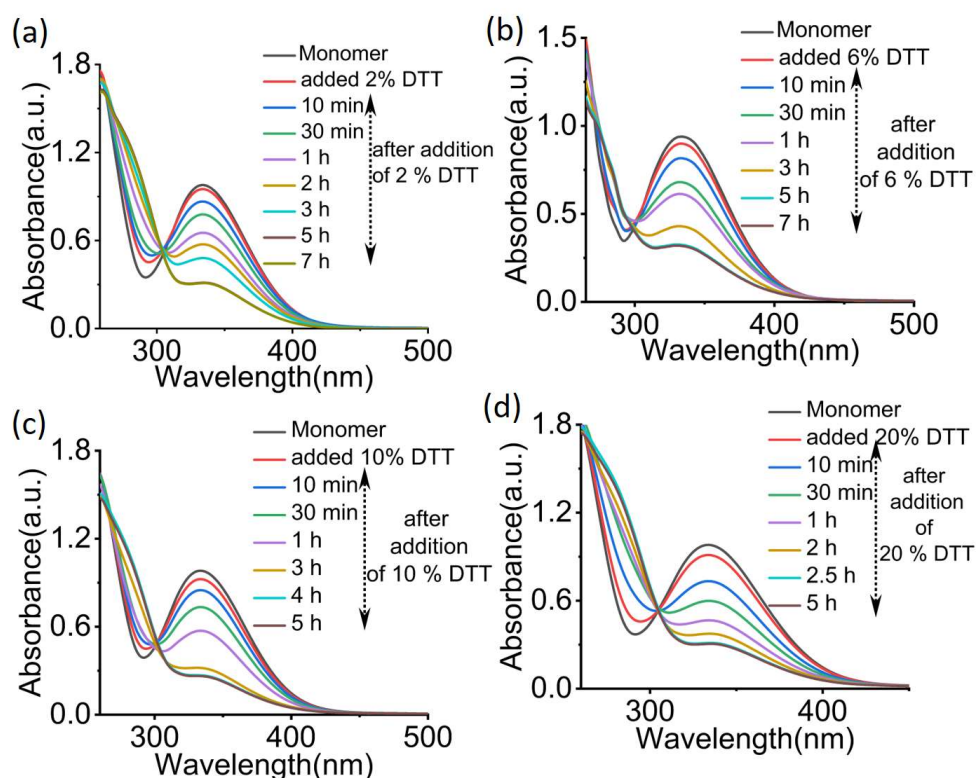 (a)
Absorbance(a.u.)
1.8
1.2
0.6
0.0
300
400
500
Wavelength(nm)
Monomer
added 2% DTT
10 min
30 min
1 h
2 h
3 h
5 h
7 h
after addition
of 2 % DTT
(b)
Absorbance(a.u.)
1.5
1.0
0.5
0.0
300
400
500
Wavelength(nm)
Monomer
added 6% DTT
10 min
30 min
1 h
3 h
5 h
7 h
after
addition
of 6 % DTT
(c)
Absorbance(a.u.)
1.8
1.2
0.6
0.0
300
400
500
Wavelength(nm)
Monomer
added 10% DTT
10 min
30 min
1 h
3 h
4 h
5 h
after
addition
of 10 % DTT
(d)
Absorbance(a.u.)
1.8
1.2
0.6
0.0
300
400
Wavelength(nm)
Monomer
added 20% DTT
10 min
30 min
1 h
2 h
2.5 h
5 h
after
addition
of
20 % DTT